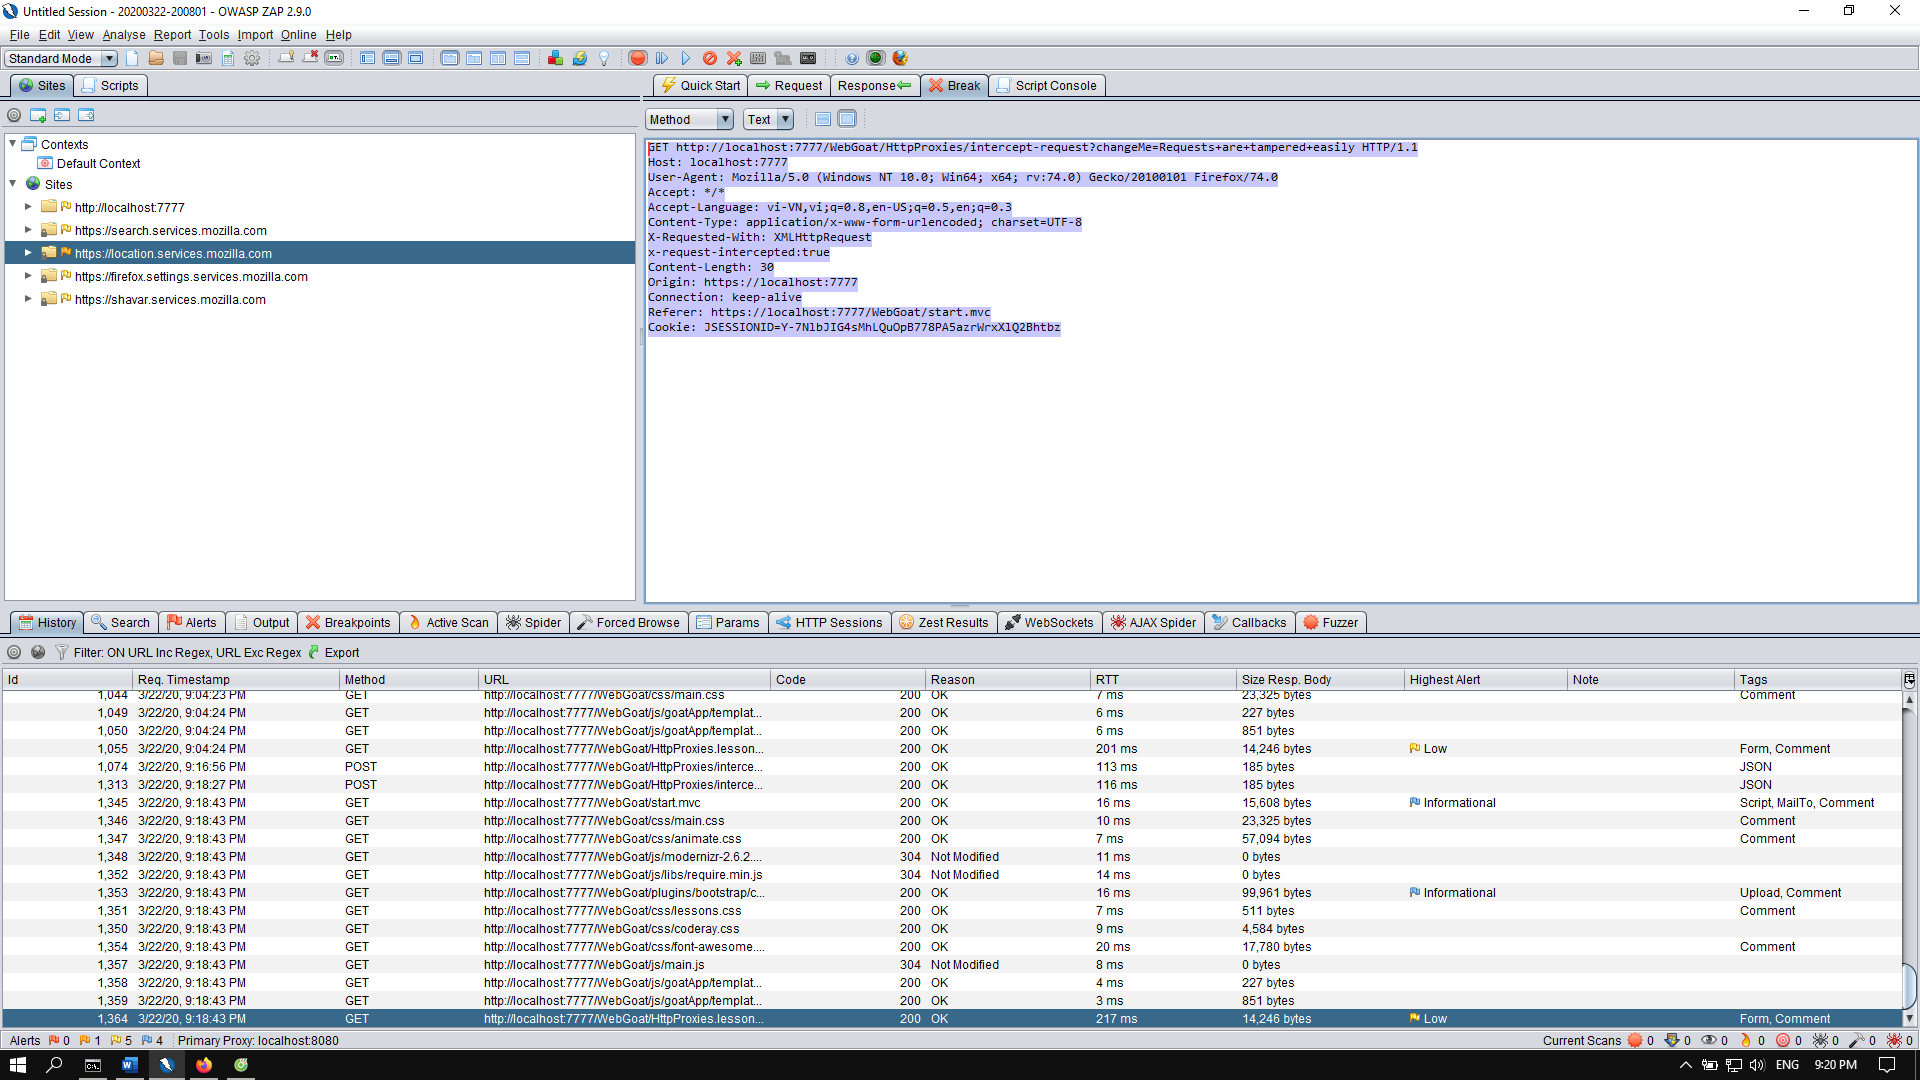 Untitled Session - 20200322-200801 - OWASP ZAP 2.9.0
File Edit View Analyse Report Tools Import Online Help
Standard Mode
Sites Scripts
Quick Start Request Response Break Script Console
Method Text
Contexts
Default Context
Sites
http://localhost:7777
https://search.services.mozilla.com
https://location.services.mozilla.com
https://firefox.settings.services.mozilla.com
https://shavar.services.mozilla.com
GET http://localhost:7777/WebGoat/HttpProxies/intercept-request?changeMe=Requests+are+tampered+easily HTTP/1.1
Host: localhost:7777
User-Agent: Mozilla/5.0 (Windows NT 10.0; Win64; x64; rv:74.0) Gecko/20100101 Firefox/74.0
Accept: */*
Accept-Language: vi-VN,vi;q=0.8,en-US;q=0.5,en;q=0.3
Content-Type: application/x-www-form-urlencoded; charset=UTF-8
X-Requested-With: XMLHttpRequest
x-request-intercepted:true
Content-Length: 30
Origin: https://localhost:7777
Connection: keep-alive
Referer: https://localhost:7777/WebGoat/start.mvc
Cookie: JSESSIONID=Y-7NlbJIG4sMhLQuOpB778PA5azrWrxXlQ2Bhtbz
History Search Alerts Output Breakpoints Active Scan Spider Forced Browse Params HTTP Sessions Zest Results WebSockets AJAX Spider Callbacks Fuzzer
Filter: ON URL Inc Regex, URL Exc Regex Export
Id Req. Timestamp Method URL Code Reason RTT Size Resp. Body Highest Alert Note Tags
1,044 3/22/20, 9:04:23 PM GET http://localhost:7777/WebGoat/css/main.css 200 OK 7 ms 23,325 bytes Comment
1,049 3/22/20, 9:04:24 PM GET http://localhost:7777/WebGoat/js/goatApp/templat... 200 OK 6 ms 227 bytes
1,050 3/22/20, 9:04:24 PM GET http://localhost:7777/WebGoat/js/goatApp/templat... 200 OK 6 ms 851 bytes
1,055 3/22/20, 9:04:24 PM GET http://localhost:7777/WebGoat/HttpProxies.lesson... 200 OK 201 ms 14,246 bytes Low Form, Comment
1,074 3/22/20, 9:16:56 PM POST http://localhost:7777/WebGoat/HttpProxies/interce... 200 OK 113 ms 185 bytes JSON
1,313 3/22/20, 9:18:27 PM POST http://localhost:7777/WebGoat/HttpProxies/interce... 200 OK 116 ms 185 bytes JSON
1,345 3/22/20, 9:18:43 PM GET http://localhost:7777/WebGoat/start.mvc 200 OK 16 ms 15,608 bytes Informational Script, MailTo, Comment
1,346 3/22/20, 9:18:43 PM GET http://localhost:7777/WebGoat/css/main.css 200 OK 10 ms 23,325 bytes Comment
1,347 3/22/20, 9:18:43 PM GET http://localhost:7777/WebGoat/css/animate.css 200 OK 7 ms 57,094 bytes Comment
1,348 3/22/20, 9:18:43 PM GET http://localhost:7777/WebGoat/js/modernizr-2.6.2.... 304 Not Modified 11 ms 0 bytes
1,352 3/22/20, 9:18:43 PM GET http://localhost:7777/WebGoat/js/libs/require.min.js 304 Not Modified 14 ms 0 bytes
1,353 3/22/20, 9:18:43 PM GET http://localhost:7777/WebGoat/plugins/bootstrap/c... 200 OK 16 ms 99,961 bytes Informational Upload, Comment
1,351 3/22/20, 9:18:43 PM GET http://localhost:7777/WebGoat/css/lessons.css 200 OK 7 ms 511 bytes Comment
1,350 3/22/20, 9:18:43 PM GET http://localhost:7777/WebGoat/css/coderay.css 200 OK 9 ms 4,584 bytes
1,354 3/22/20, 9:18:43 PM GET http://localhost:7777/WebGoat/css/font-awesome.... 200 OK 20 ms 17,780 bytes Comment
1,357 3/22/20, 9:18:43 PM GET http://localhost:7777/WebGoat/js/main.js 304 Not Modified 8 ms 0 bytes
1,358 3/22/20, 9:18:43 PM GET http://localhost:7777/WebGoat/js/goatApp/templat... 200 OK 4 ms 227 bytes
1,359 3/22/20, 9:18:43 PM GET http://localhost:7777/WebGoat/js/goatApp/templat... 200 OK 3 ms 851 bytes
1,364 3/22/20, 9:18:43 PM GET http://localhost:7777/WebGoat/HttpProxies.lesson... 200 OK 217 ms 14,246 bytes Low Form, Comment
Alerts 0 1 5 4 Primary Proxy: localhost:8080 Current Scans 0 0 0 0 0 0 0 0
ENG 9:20 PM